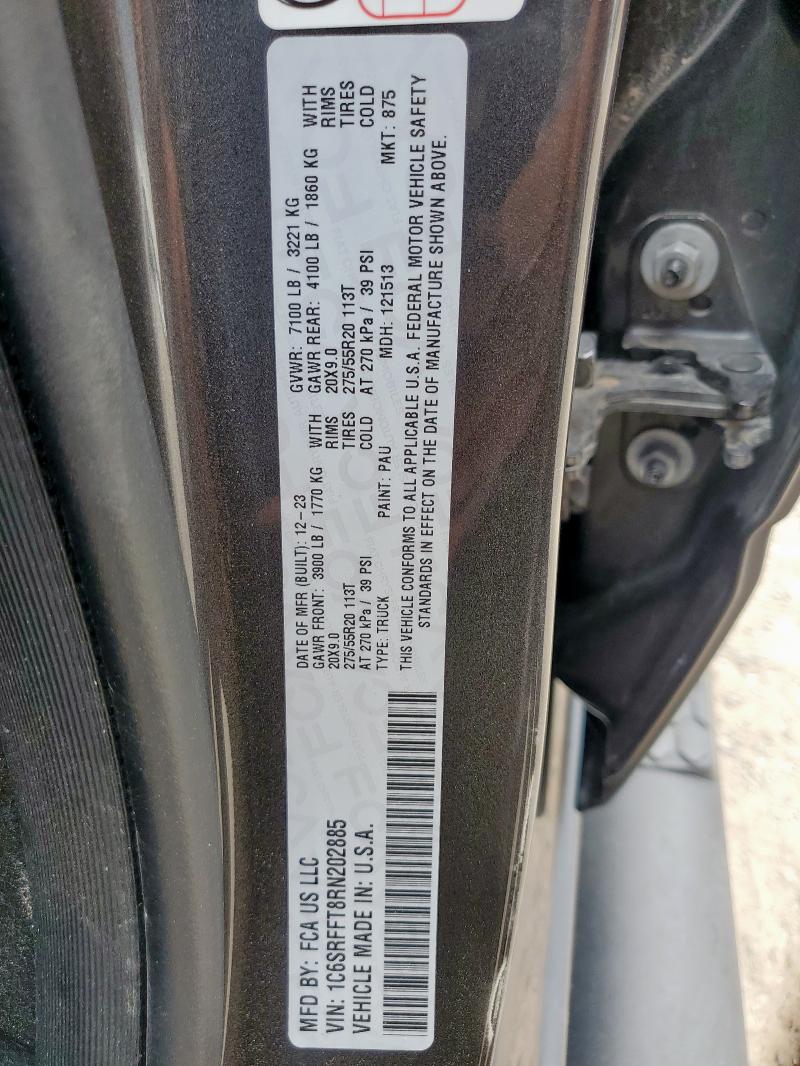 MFD BY: FCA US LLC
VIN: 1C6SRFFT8RN202885
VEHICLE MADE IN: U.S.A.
DATE OF MFR (BUILT): 12-23 GVWR: 7100 LB / 3221 KG
GAWR FRONT: 3900 LB / 1770 KG WITH GAWR REAR: 4100 LB / 1860 KG WITH
20X9.0 RIMS 20X9.0 RIMS
275/55R20 113T TIRES 275/55R20 113T TIRES
AT 270 kPa / 39 PSI COLD AT 270 kPa / 39 PSI COLD
TYPE: TRUCK PAINT: PAU MDH: 121513 MKT: 875
THIS VEHICLE CONFORMS TO ALL APPLICABLE U.S.A. FEDERAL MOTOR VEHICLE SAFETY
STANDARDS IN EFFECT ON THE DATE OF MANUFACTURE SHOWN ABOVE.